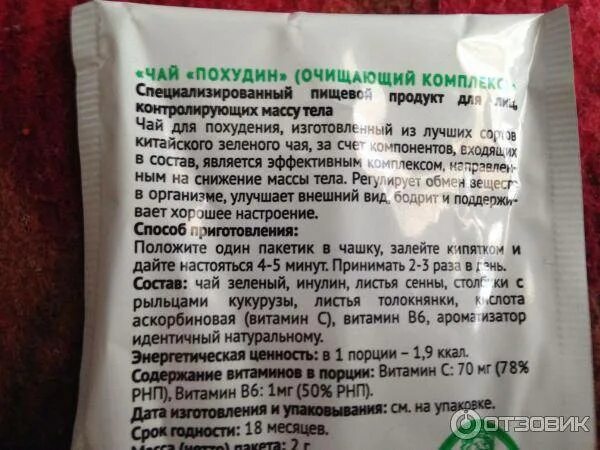 «ЧАЙ «ПОХУДИН» (ОЧИЩАЮЩИЙ КОМПЛЕКС)
Специализированный пищевой продукт для лиц,
контролирующих массу тела
Чай для похудения, изготовленный из лучших сортов
китайского зеленого чая, за счет компонентов, входящих
в состав, является эффективным комплексом, направлен-
ным на снижение массы тела. Регулирует обмен веществ
в организме, улучшает внешний вид, бодрит и поддержи-
вает хорошее настроение.
Способ приготовления:
Положите один пакетик в чашку, залейте кипятком и
дайте настояться 4-5 минут. Принимать 2-3 раза в день.
Состав: чай зеленый, инулин, листья сенны, столбики с
рыльцами кукурузы, листья толокнянки, кислота
аскорбиновая (витамин С), витамин В6, ароматизатор
идентичный натуральному.
Энергетическая ценность: в 1 порции – 1,9 ккал.
Содержание витаминов в порции: Витамин С: 70 мг (78%
РНП), Витамин В6: 1мг (50% РНП).
Дата изготовления и упаковывания: см. на упаковке.
Срок годности: 18 месяцев.
Масса (нетто) пакета: 2 г
ОТЗОВИК